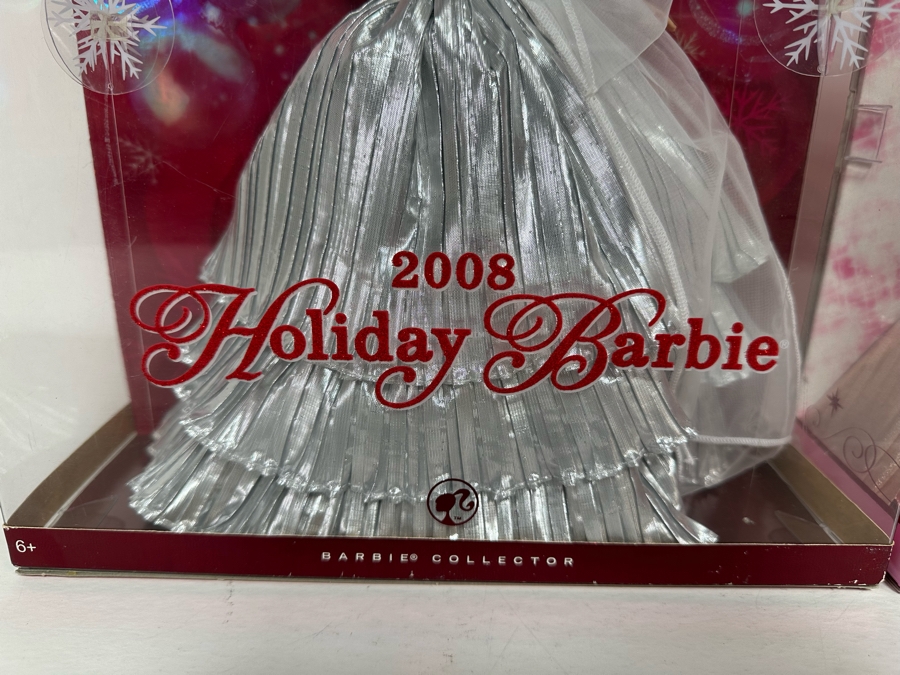 2008
Holiday Barbie
6+
BARBIE® COLLECTOR